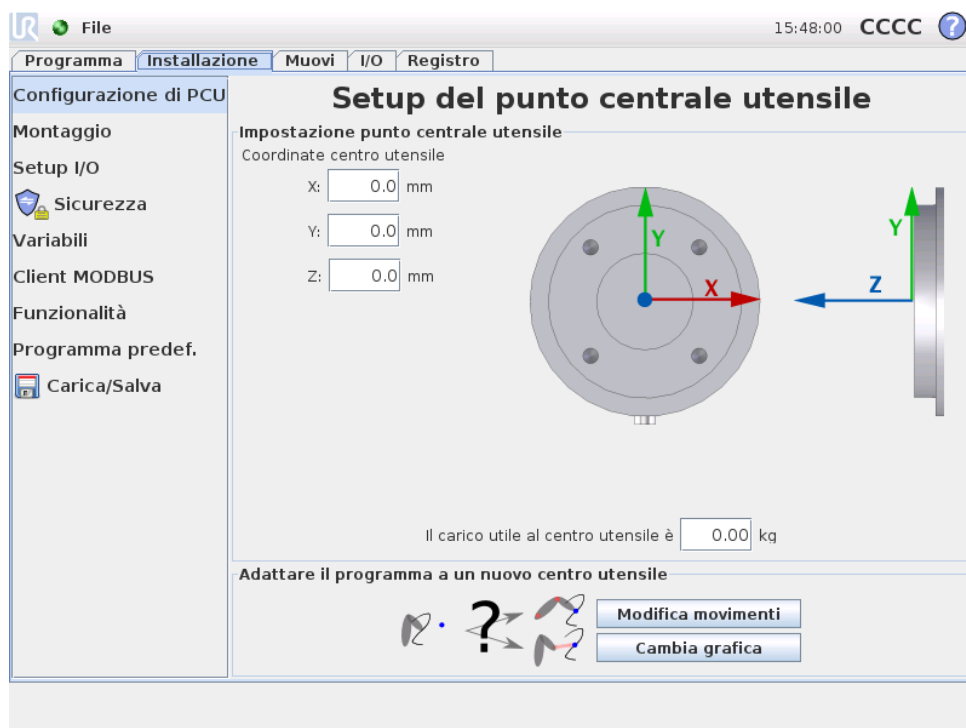 UR File 15:48:00 CCCC ?
Programma Installazione Muovi I/O Registro
Configurazione di PCU
Montaggio
Setup I/O
Sicurezza
Variabili
Client MODBUS
Funzionalità
Programma predef.
Carica/Salva
Setup del punto centrale utensile
Impostazione punto centrale utensile
Coordinate centro utensile
X: 0.0 mm
Y: 0.0 mm
Z: 0.0 mm
Y
X
Y
Z
Il carico utile al centro utensile è 0.00 kg
Adattare il programma a un nuovo centro utensile
?
Modifica movimenti
Cambia grafica